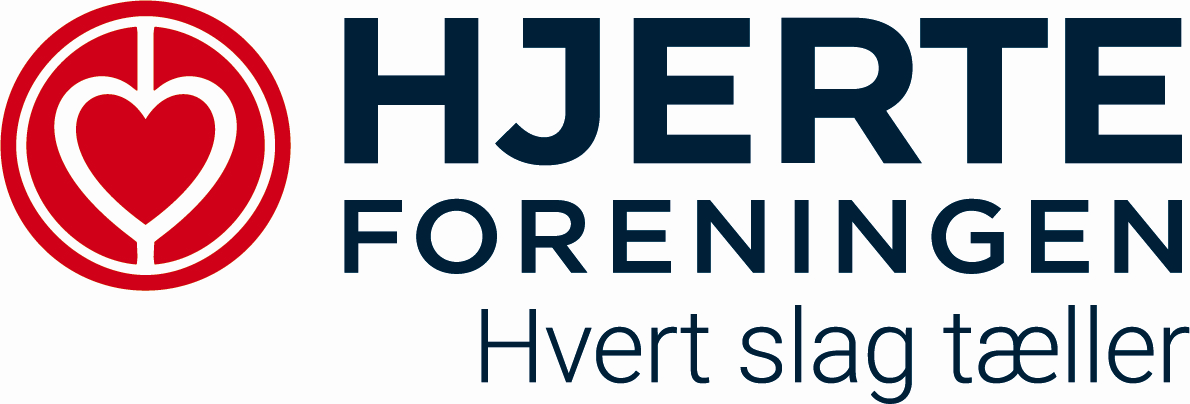 HJERTE
FORENINGEN
Hvert slag tæller